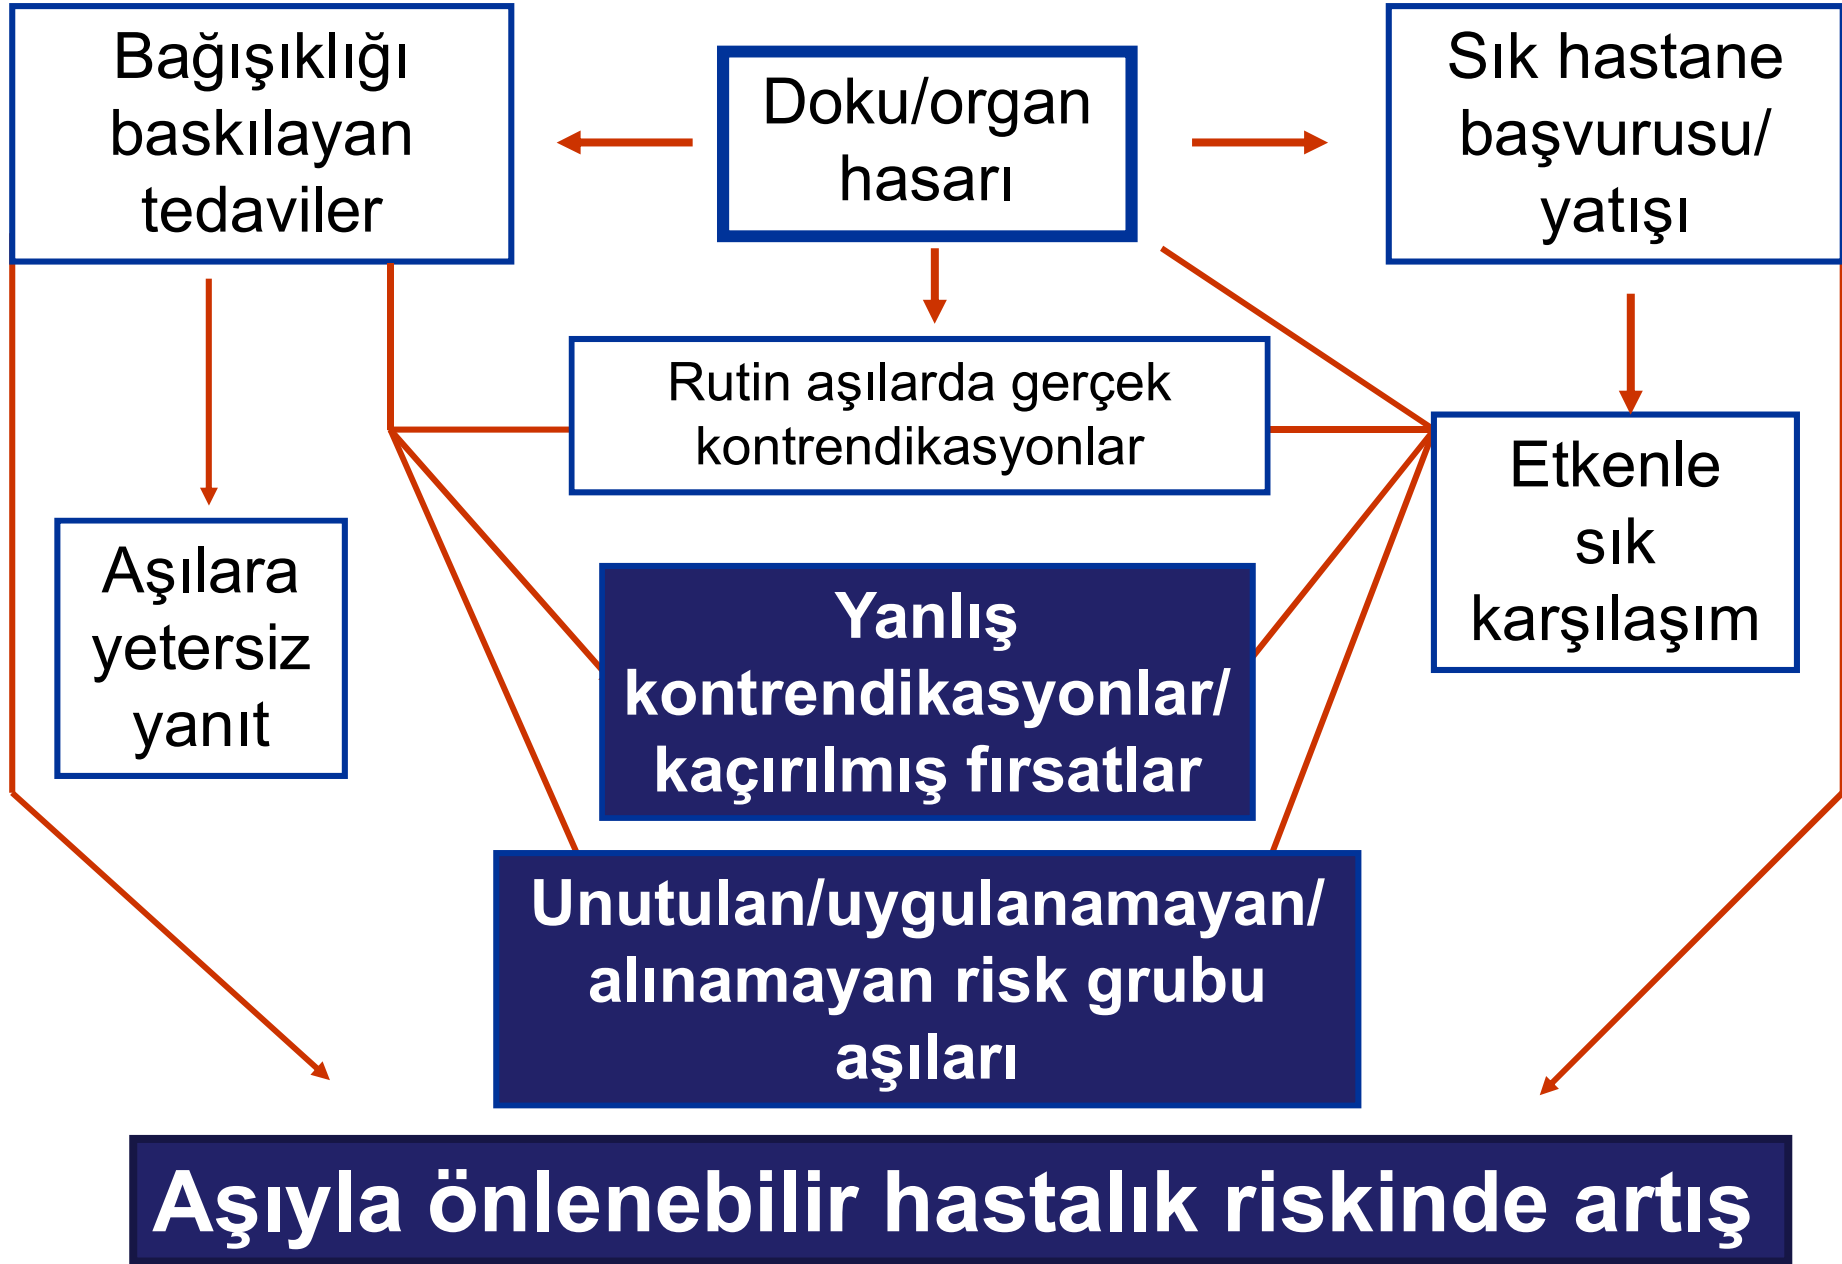 Bağışıklığı
baskılayan
tedaviler
Doku/organ
hasarı
Sık hastane
başvurusu/
yatışı
Rutin aşılarda gerçek
kontrendikasyonlar
Etkenle
sık
karşılaşım
Aşılara
yetersiz
yanıt
Yanlış
kontrendikasyonlar/
kaçırılmış fırsatlar
Unutulan/uygulanamayan/
alınamayan risk grubu
aşıları
Aşıyla önlenebilir hastalık riskinde artış